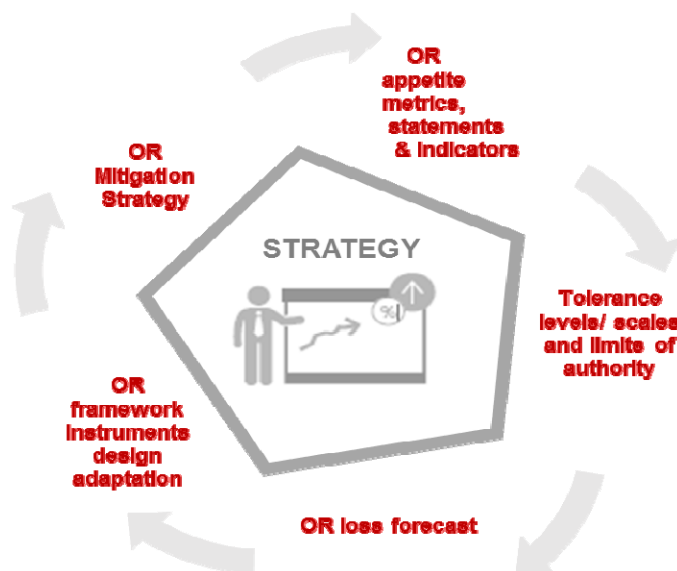 OR
appetite
metrics,
statements
& indicators
OR
Mitigation
Strategy
STRATEGY
%
Tolerance
levels/ scales
and limits of
authority
OR
framework
instruments
design
adaptation
OR loss forecast